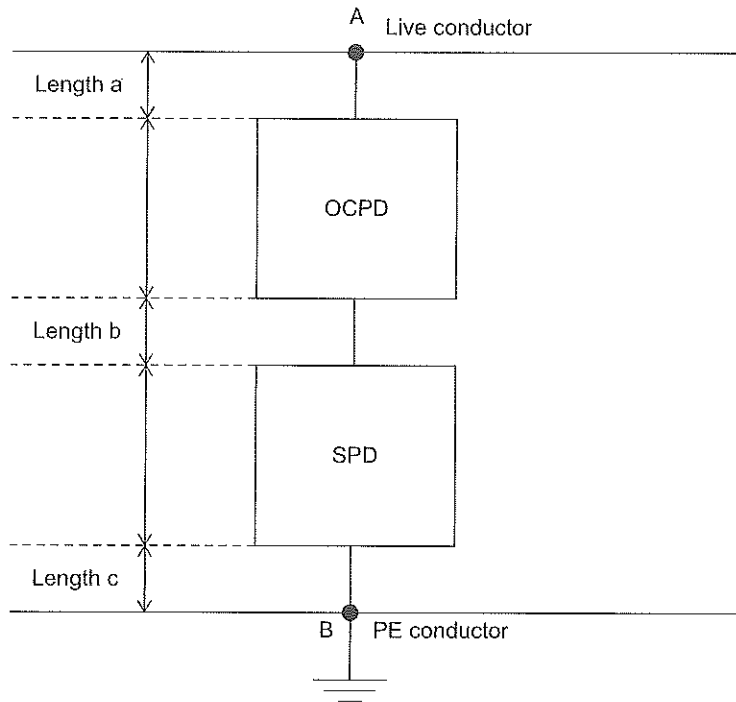 A
Live conductor
Length a
OCPD
Length b
SPD
Length c
B PE conductor